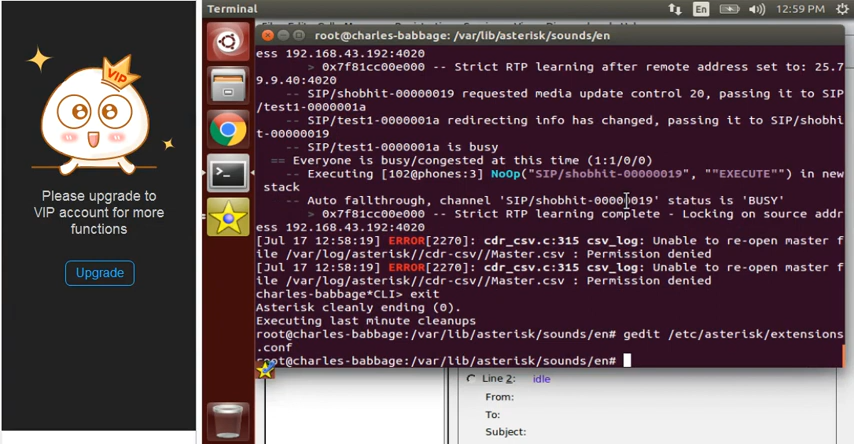 VIP
Please upgrade to
VIP account for more
functions
Upgrade
Terminal
En
12:59 PM
root@charles-babbage: /var/lib/asterisk/sounds/en
ess 192.168.43.192:4020
> 0x7f81cc00e000 -- Strict RTP learning after remote address set to: 25.7
9.9.40:4020
-- SIP/shobhit-00000019 requested media update control 20, passing it to SIP
/test1-0000001a
-- SIP/test1-0000001a redirecting info has changed, passing it to SIP/shobhi
t-00000019
-- SIP/test1-0000001a is busy
== Everyone is busy/congested at this time (1:1/0/0)
-- Executing [102@phones:3] NoOp("SIP/shobhit-00000019", ""EXECUTE"") in new
stack
-- Auto fallthrough, channel 'SIP/shobhit-00000019' status is 'BUSY'
> 0x7f81cc00e000 -- Strict RTP learning complete - Locking on source addr
ess 192.168.43.192:4020
[Jul 17 12:58:19] ERROR[2270]: cdr_csv.c:315 csv_log: Unable to re-open master f
ile /var/log/asterisk//cdr-csv//Master.csv : Permission denied
[Jul 17 12:58:19] ERROR[2270]: cdr_csv.c:315 csv_log: Unable to re-open master f
ile /var/log/asterisk//cdr-csv//Master.csv : Permission denied
charles-babbage*CLI> exit
Asterisk cleanly ending (0).
Executing last minute cleanups
root@charles-babbage:/var/lib/asterisk/sounds/en# gedit /etc/asterisk/extensions
.conf
root@charles-babbage:/var/lib/asterisk/sounds/en#
Line 2: idle
From:
To:
Subject: